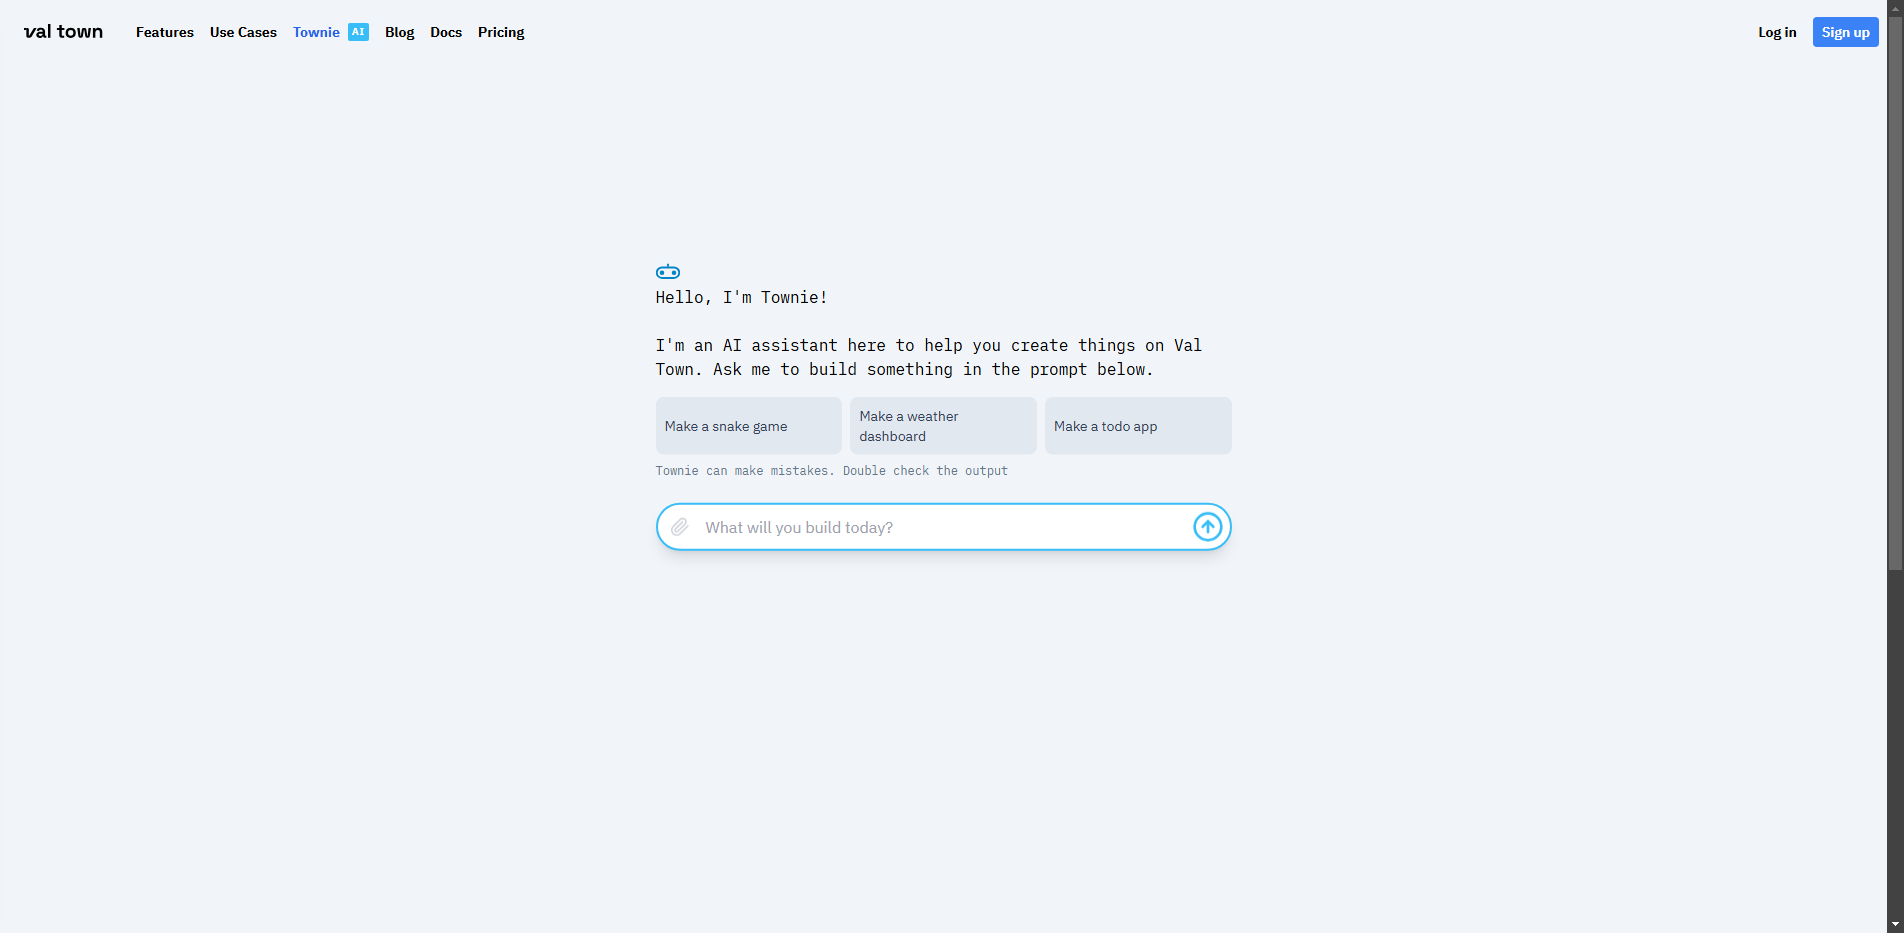 val town Features Use Cases Townie AI Blog Docs Pricing Log in Sign up
Hello, I'm Townie!
I'm an AI assistant here to help you create things on Val
Town. Ask me to build something in the prompt below.
Make a snake game
Make a weather
dashboard
Make a todo app
Townie can make mistakes. Double check the output
What will you build today?